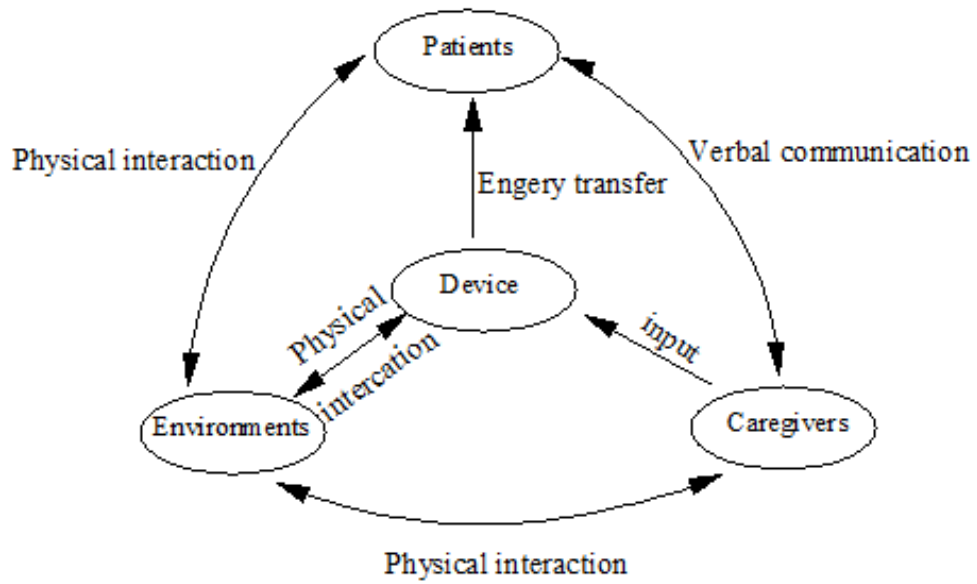 Patients
Physical interaction
Verbal communication
Engery transfer
Device
Physical
intercation
input
Environments
Caregivers
Physical interaction